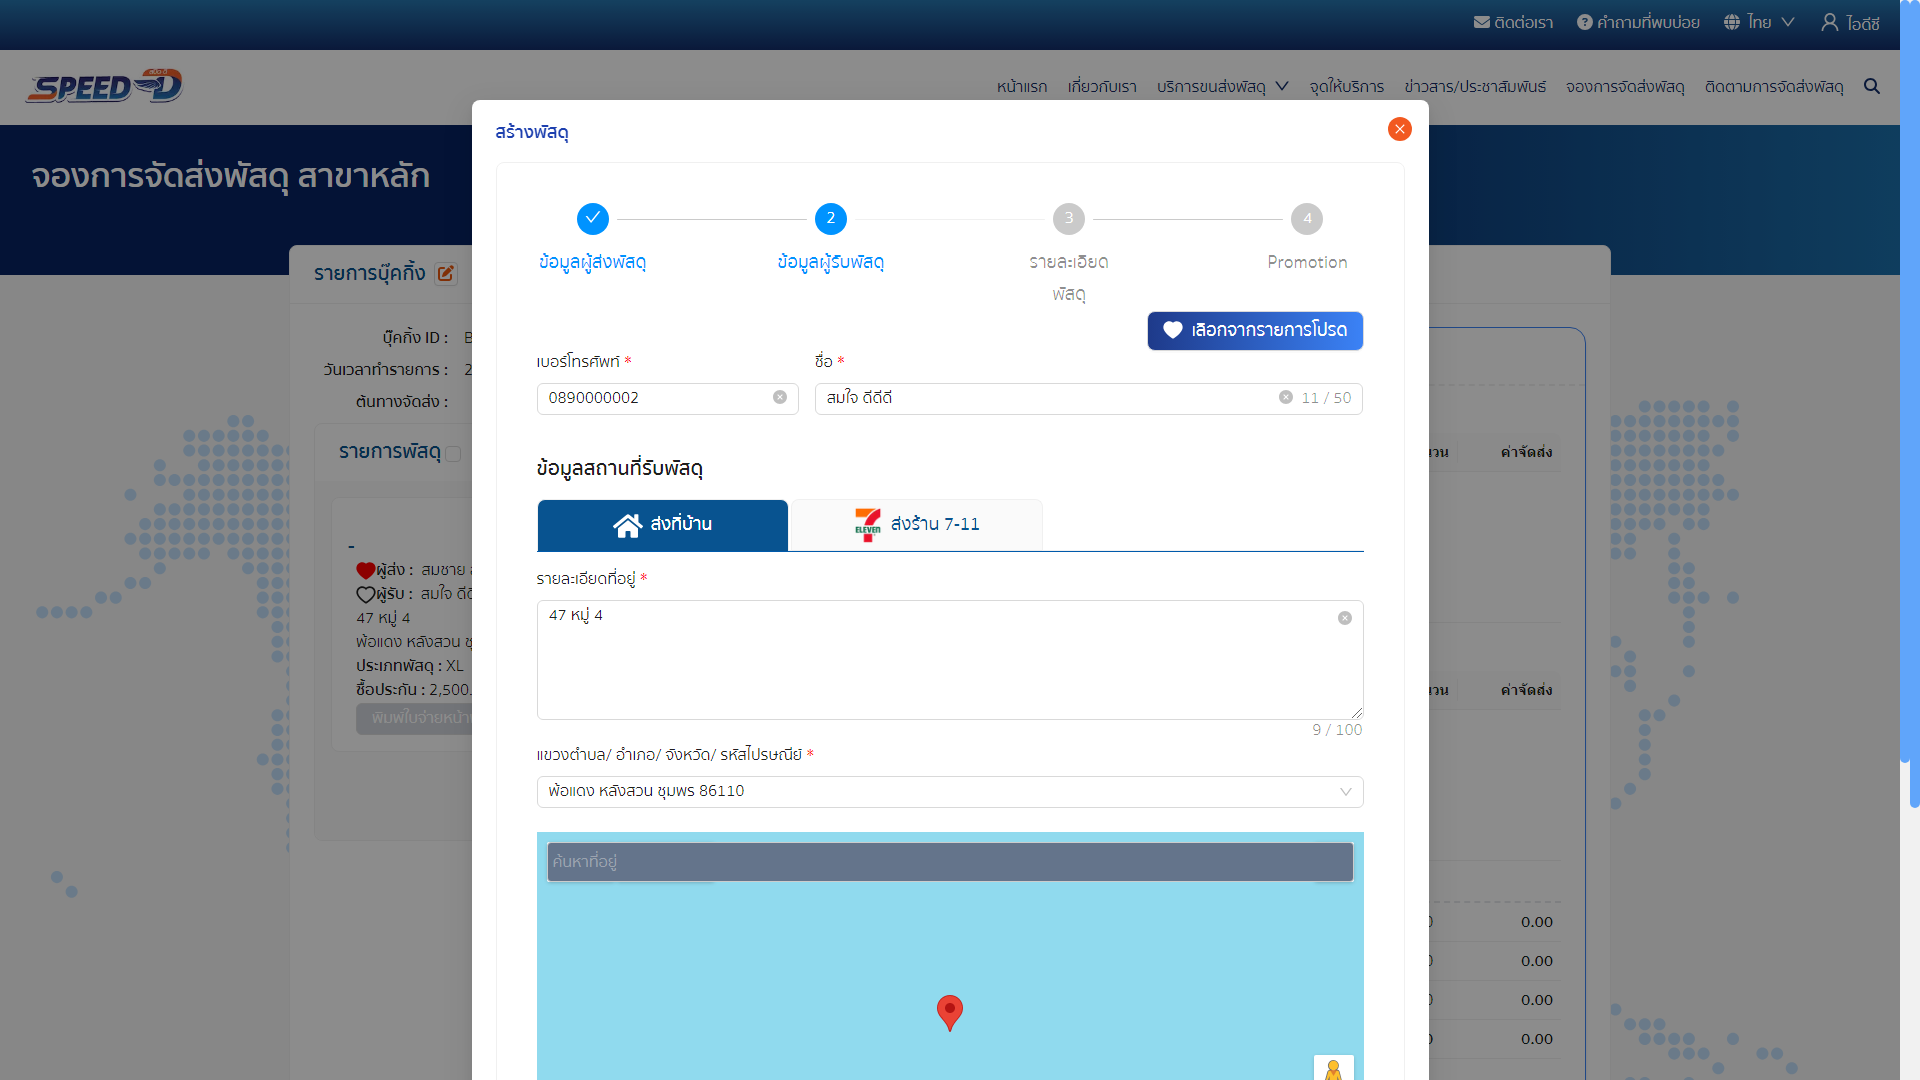 ติดต่อเรา คำถามที่พบบ่อย ไทย ไอดีซี
SPEED-D
หน้าแรก เกี่ยวกับเรา บริการขนส่งพัสดุ จุดให้บริการ ข่าวสาร/ประชาสัมพันธ์ จองการจัดส่งพัสดุ ติดตามการจัดส่งพัสดุ
จองการจัดส่งพัสดุ สาขาหลัก
รายการบุ๊คกิ้ง
บุ๊คกิ้ง ID :
วันเวลาทำรายการ : 2
ต้นทางจัดส่ง :
รายการพัสดุ
-
ผู้ส่ง : สมชาย
ผู้รับ : สมใจ
47 หมู่ 4
พ้อแดง หลังสวน
ประเภทพัสดุ : XL
ซื้อประกัน : 2,500
พิมพ์ใบจ่ายหน้า
สร้างพัสดุ
2
3
4
ข้อมูลผู้ส่งพัสดุ
ข้อมูลผู้รับพัสดุ
รายละเอียด
พัสดุ
Promotion
เลือกจากรายการโปรด
เบอร์โทรศัพท์ *
ชื่อ *
0890000002
สมใจ ดีดีดี
11 / 50
ข้อมูลสถานที่รับพัสดุ
ส่งที่บ้าน
7 ELEVEN
ส่งร้าน 7-11
รายละเอียดที่อยู่ *
47 หมู่ 4
9 / 100
แขวงตำบล/ อำเภอ/ จังหวัด/ รหัสไปรษณีย์ *
พ้อแดง หลังสวน ชุมพร 86110
ค้นหาที่อยู่
ค่าจัดส่ง
ค่าจัดส่ง
0.00
0.00
0.00
0.00